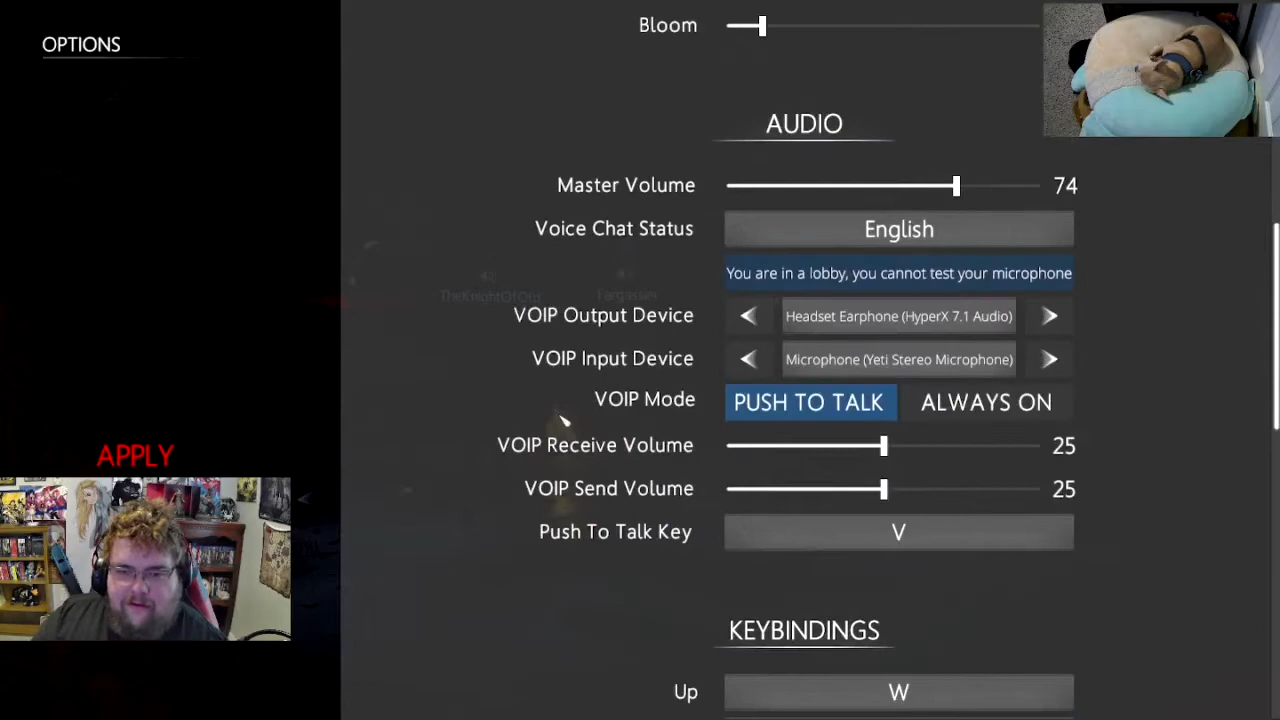 OPTIONS
Bloom
AUDIO
Master Volume 74
Voice Chat Status English
You are in a lobby, you cannot test your microphone
TheKnightOfOld Fargasses
VOIP Output Device Headset Earphone (HyperX 7.1 Audio)
VOIP Input Device Microphone (Yeti Stereo Microphone)
VOIP Mode PUSH TO TALK ALWAYS ON
VOIP Receive Volume 25
APPLY
VOIP Send Volume 25
Push To Talk Key V
KEYBINDINGS
Up W